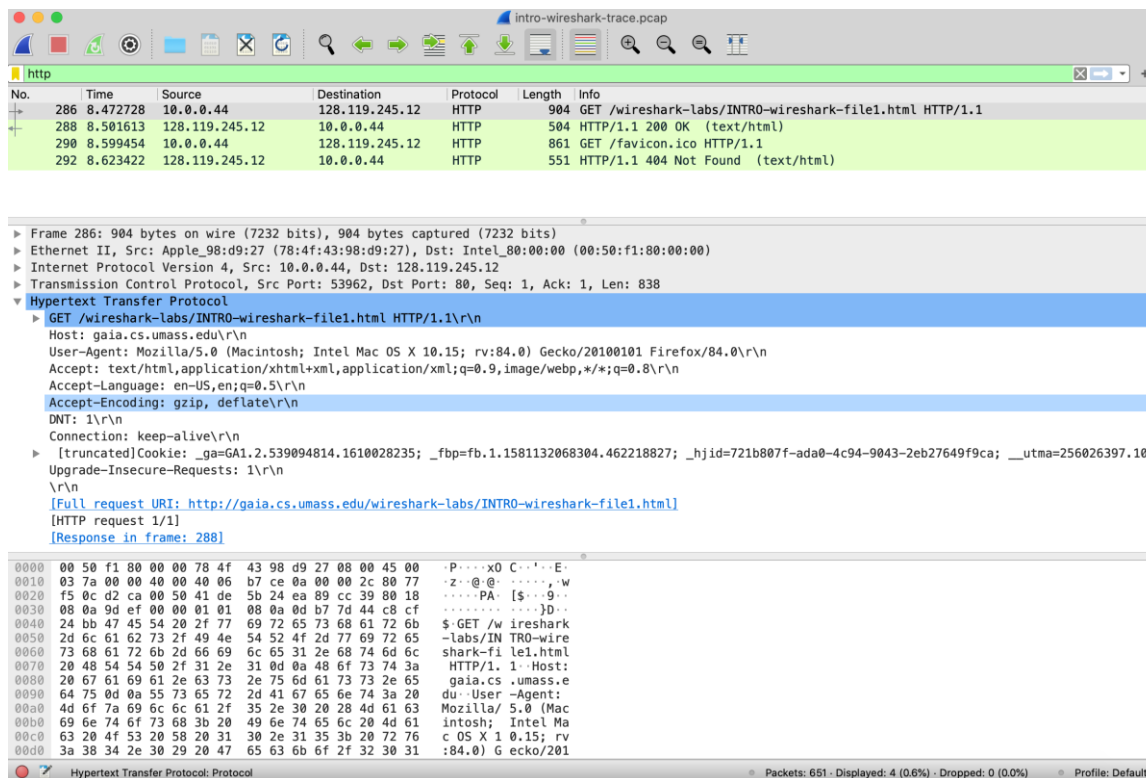 intro-wireshark-trace.pcap
http
No. Time Source Destination Protocol Length Info
286 8.472728 10.0.0.44 128.119.245.12 HTTP 904 GET /wireshark-labs/INTRO-wireshark-file1.html HTTP/1.1
288 8.501613 128.119.245.12 10.0.0.44 HTTP 504 HTTP/1.1 200 OK (text/html)
290 8.599454 10.0.0.44 128.119.245.12 HTTP 861 GET /favicon.ico HTTP/1.1
292 8.623422 128.119.245.12 10.0.0.44 HTTP 551 HTTP/1.1 404 Not Found (text/html)
Frame 286: 904 bytes on wire (7232 bits), 904 bytes captured (7232 bits)
Ethernet II, Src: Apple_98:d9:27 (78:4f:43:98:d9:27), Dst: Intel_80:00:00 (00:50:f1:80:00:00)
Internet Protocol Version 4, Src: 10.0.0.44, Dst: 128.119.245.12
Transmission Control Protocol, Src Port: 53962, Dst Port: 80, Seq: 1, Ack: 1, Len: 838
Hypertext Transfer Protocol
GET /wireshark-labs/INTRO-wireshark-file1.html HTTP/1.1\r\n
Host: gaia.cs.umass.edu\r\n
User-Agent: Mozilla/5.0 (Macintosh; Intel Mac OS X 10.15; rv:84.0) Gecko/20100101 Firefox/84.0\r\n
Accept: text/html,application/xhtml+xml,application/xml;q=0.9,image/webp,*/*;q=0.8\r\n
Accept-Language: en-US,en;q=0.5\r\n
Accept-Encoding: gzip, deflate\r\n
DNT: 1\r\n
Connection: keep-alive\r\n
[truncated]Cookie: _ga=GA1.2.539094814.1610028235; _fbp=fb.1.1581132068304.462218827; _hjid=721b807f-ada0-4c94-9043-2eb27649f9ca; __utma=256026397.10
Upgrade-Insecure-Requests: 1\r\n
\r\n
[Full request URI: http://gaia.cs.umass.edu/wireshark-labs/INTRO-wireshark-file1.html]
[HTTP request 1/1]
[Response in frame: 288]
0000 00 50 f1 80 00 00 78 4f 43 98 d9 27 08 00 45 00 ·P····xO C··'··E·
0010 03 7a 00 00 40 00 40 06 b7 ce 0a 00 00 2c 80 77 ·z··@·@· ·····,·w
0020 f5 0c d2 ca 00 50 41 de 5b 24 ea 89 cc 39 80 18 ·····PA· [$···9··
0030 08 0a 9d ef 00 00 01 01 08 0a 0d b7 7d 44 c8 cf ········ ····}D··
0040 24 bb 47 45 54 20 2f 77 69 72 65 73 68 61 72 6b $·GET /w ireshark
0050 2d 6c 61 62 73 2f 49 4e 54 52 4f 2d 77 69 72 65 -labs/IN TRO-wire
0060 73 68 61 72 6b 2d 66 69 6c 65 31 2e 68 74 6d 6c shark-fi le1.html
0070 20 48 54 54 50 2f 31 2e 31 0d 0a 48 6f 73 74 3a HTTP/1. 1··Host:
0080 20 67 61 69 61 2e 63 73 2e 75 6d 61 73 73 2e 65 gaia.cs .umass.e
0090 64 75 0d 0a 55 73 65 72 2d 41 67 65 6e 74 3a 20 du··User -Agent:
00a0 4d 6f 7a 69 6c 6c 61 2f 35 2e 30 20 28 4d 61 63 Mozilla/ 5.0 (Mac
00b0 69 6e 74 6f 73 68 3b 20 49 6e 74 65 6c 20 4d 61 intosh; Intel Ma
00c0 63 20 4f 53 20 58 20 31 30 2e 31 35 3b 20 72 76 c OS X 1 0.15; rv
00d0 3a 38 34 2e 30 29 20 47 65 63 6b 6f 2f 32 30 31 :84.0) G ecko/201
Hypertext Transfer Protocol: Protocol Packets: 651 · Displayed: 4 (0.6%) · Dropped: 0 (0.0%) Profile: Default